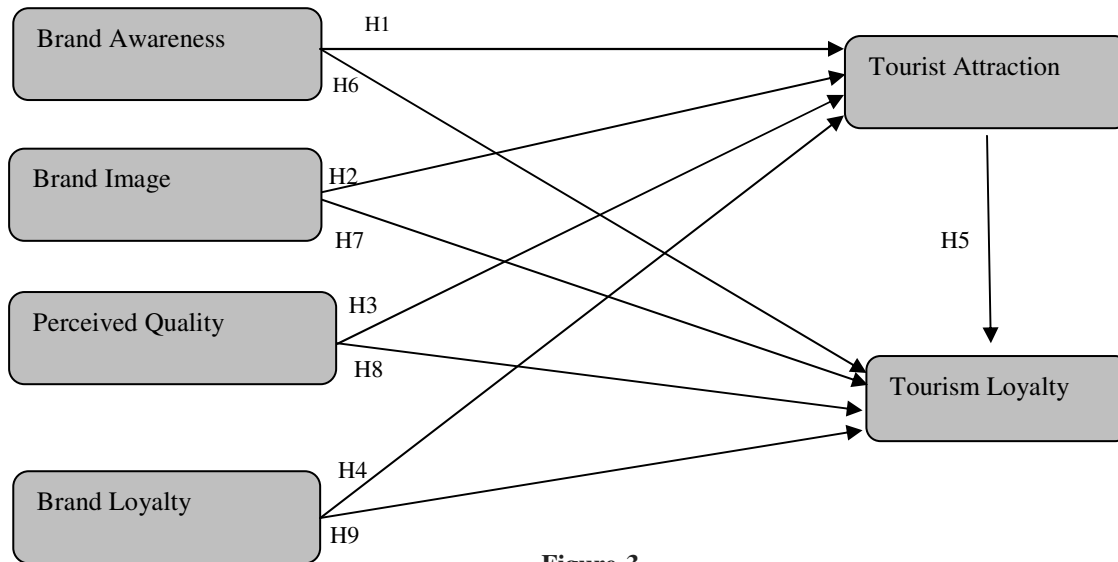 H1
Brand Awareness
Tourist Attraction
H6
Brand Image
H2
H7
H5
H3
Perceived Quality
H8
Tourism Loyalty
H4
Brand Loyalty
H9
Figure 3